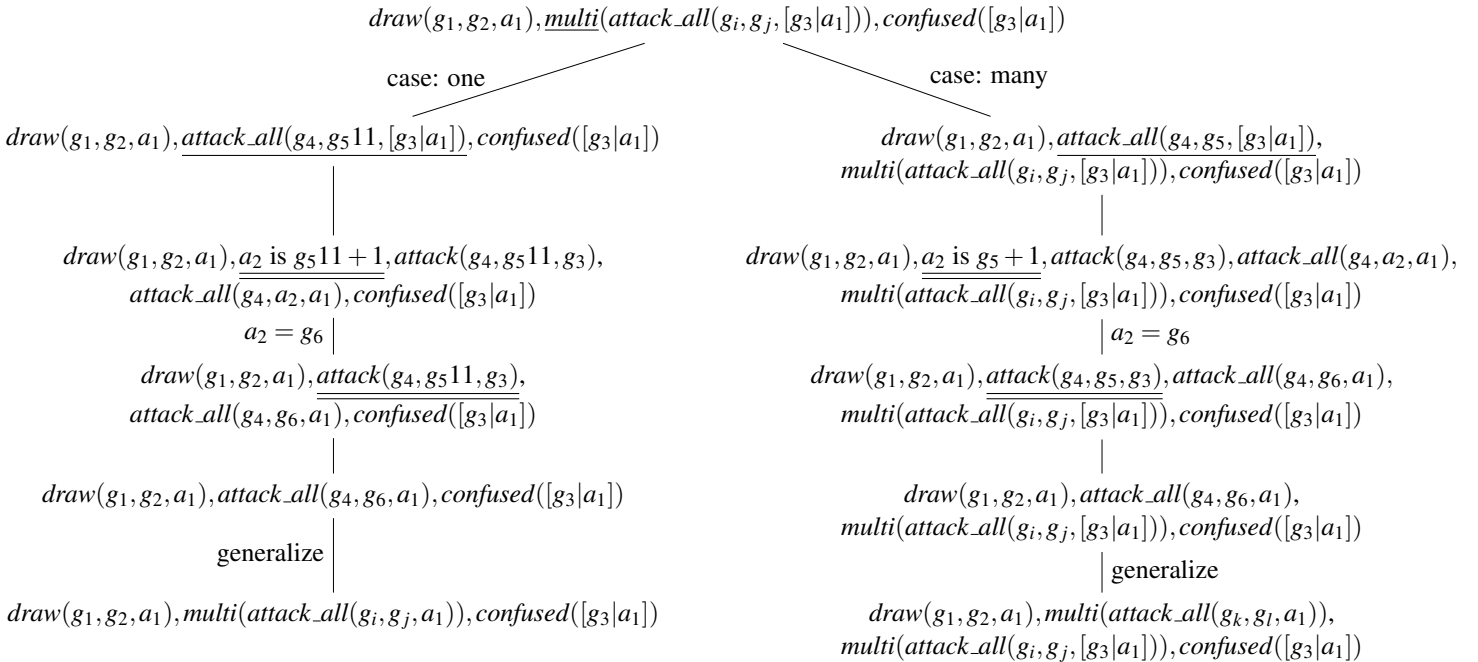 draw(g₁,g₂,a₁),multi(attack_all(gᵢ,gⱼ,[g₃|a₁])),confused([g₃|a₁])
case: one
case: many
draw(g₁,g₂,a₁),attack_all(g₄,g₅11,[g₃|a₁]),confused([g₃|a₁])
draw(g₁,g₂,a₁),attack_all(g₄,g₅,[g₃|a₁]),
multi(attack_all(gᵢ,gⱼ,[g₃|a₁])),confused([g₃|a₁])
draw(g₁,g₂,a₁),a₂ is g₅11+1,attack(g₄,g₅11,g₃),
attack_all(g₄,a₂,a₁),confused([g₃|a₁])
draw(g₁,g₂,a₁),a₂ is g₅+1,attack(g₄,g₅,g₃),attack_all(g₄,a₂,a₁),
multi(attack_all(gᵢ,gⱼ,[g₃|a₁])),confused([g₃|a₁])
a₂ = g₆
a₂ = g₆
draw(g₁,g₂,a₁),attack(g₄,g₅11,g₃),
attack_all(g₄,g₆,a₁),confused([g₃|a₁])
draw(g₁,g₂,a₁),attack(g₄,g₅,g₃),attack_all(g₄,g₆,a₁),
multi(attack_all(gᵢ,gⱼ,[g₃|a₁])),confused([g₃|a₁])
draw(g₁,g₂,a₁),attack_all(g₄,g₆,a₁),confused([g₃|a₁])
draw(g₁,g₂,a₁),attack_all(g₄,g₆,a₁),
multi(attack_all(gᵢ,gⱼ,[g₃|a₁])),confused([g₃|a₁])
generalize
generalize
draw(g₁,g₂,a₁),multi(attack_all(gᵢ,gⱼ,a₁)),confused([g₃|a₁])
draw(g₁,g₂,a₁),multi(attack_all(gₖ,gₗ,a₁)),
multi(attack_all(gᵢ,gⱼ,[g₃|a₁])),confused([g₃|a₁])